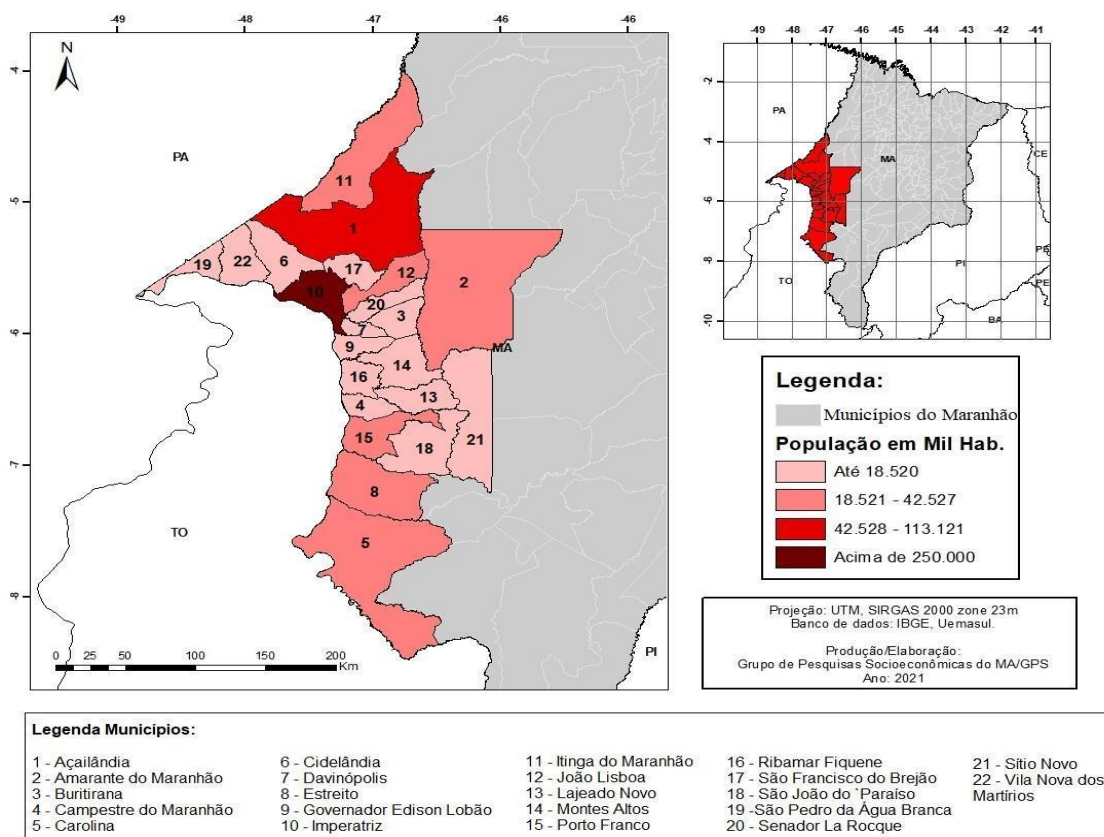 -49 -48 -47 -46 -46
N
-4
-5
-6
-7
-8
PA
11
1
19
22
6
17
12
2
10
20
3
7
9
MA
14
16
13
4
15
18
21
8
5
TO
PI
0 25 50 100 150 200
Km
-49 -48 -47 -46 -45 -44 -43 -42 -41
-2
-4
-6
-8
-10
PA
MA
CE
TO
PI
PE
PE
BA
Legenda:
Municípios do Maranhão
População em Mil Hab.
Até 18.520
18.521 - 42.527
42.528 - 113.121
Acima de 250.000
Projeção: UTM, SIRGAS 2000 zone 23m
Banco de dados: IBGE, Uemasul.
Produção/Elaboração:
Grupo de Pesquisas Socioeconômicas do MA/GPS
Ano: 2021
Legenda Municípios:
1 - Açailândia
2 - Amarante do Maranhão
3 - Buritirana
4 - Campestre do Maranhão
5 - Carolina
6 - Cidelândia
7 - Davinópolis
8 - Estreito
9 - Governador Edison Lobão
10 - Imperatriz
11 - Itinga do Maranhão
12 - João Lisboa
13 - Lajeado Novo
14 - Montes Altos
15 - Porto Franco
16 - Ribamar Fiquene
17 - São Francisco do Brejão
18 - São João do `Paraíso
19 -São Pedro da Água Branca
20 - Senador La Rocque
21 - Sítio Novo
22 - Vila Nova dos
Martírios